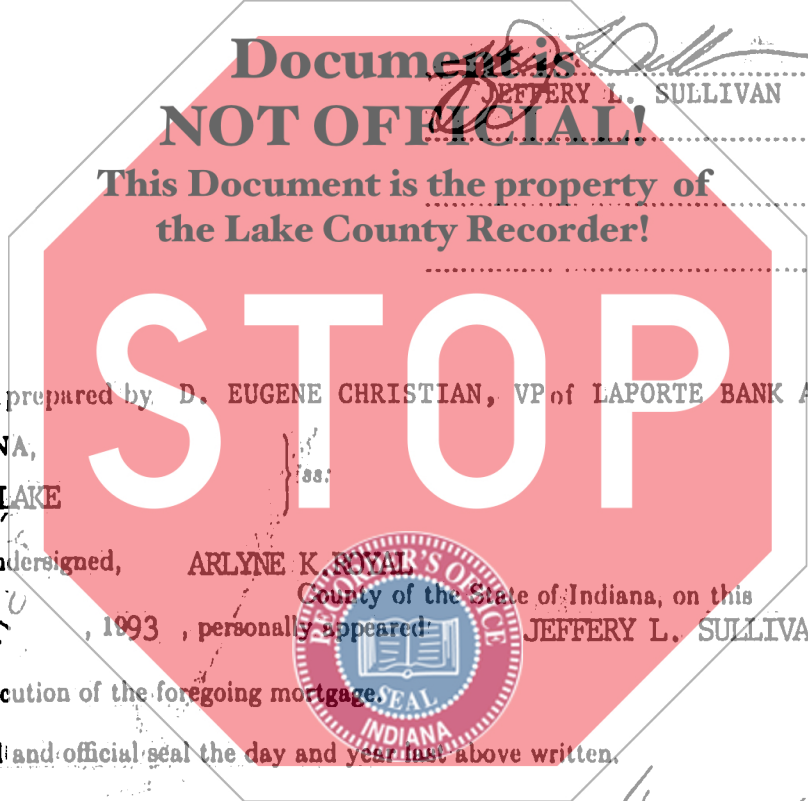 Document is
JEFFERY L. SULLIVAN
NOT OFFICIAL!
This Document is the property of
the Lake County Recorder!
STOP
prepared by D. EUGENE CHRISTIAN, VP of LAPORTE BANK A
NA,
ss:
LAKE
ndersigned, ARLYNE K. ROYAL
County of the State of Indiana, on this
, 1993 , personally appeared JEFFERY L. SULLIVA
cution of the foregoing mortgage.
and official seal the day and year last above written.
RECORDER'S OFFICE
SEAL
INDIANA